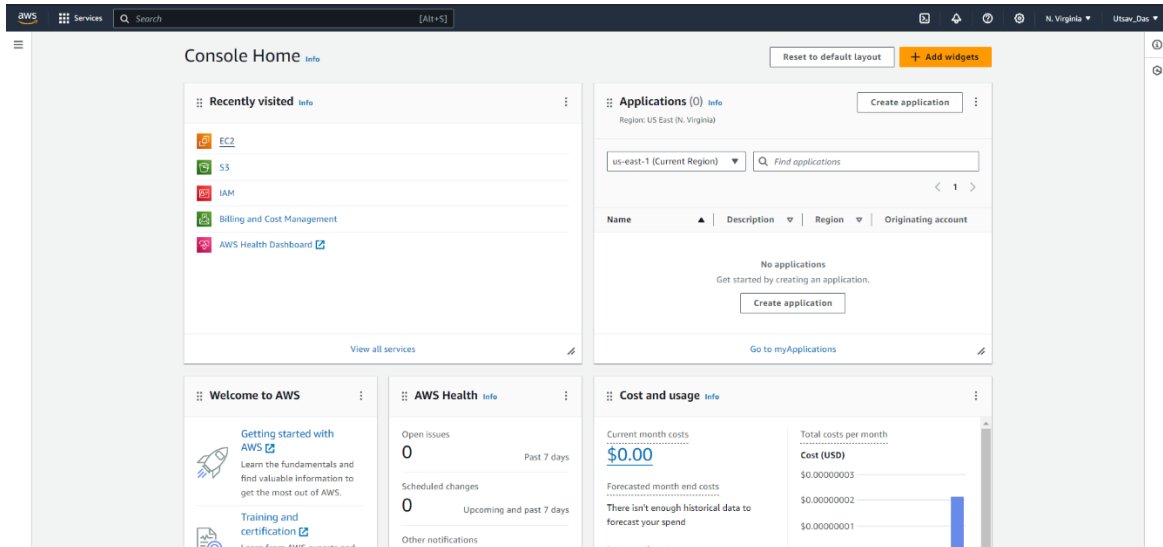 aws Services Search [Alt+S] N. Virginia Utsav_Das
Console Home Info
Reset to default layout
+ Add widgets
Recently visited Info
EC2
S3
IAM
Billing and Cost Management
AWS Health Dashboard
View all services
Applications (0) Info
Create application
Region: US East (N. Virginia)
us-east-1 (Current Region)
Find applications
1
Name Description Region Originating account
No applications
Get started by creating an application.
Create application
Go to myApplications
Welcome to AWS
Getting started with
AWS
Learn the fundamentals and
find valuable information to
get the most out of AWS.
Training and
certification
AWS Health Info
Open issues
0 Past 7 days
Scheduled changes
0 Upcoming and past 7 days
Other notifications
Cost and usage Info
Current month costs
$0.00
Forecasted month end costs
There isn't enough historical data to
forecast your spend
Total costs per month
Cost (USD)
$0.00000003
$0.00000002
$0.00000001